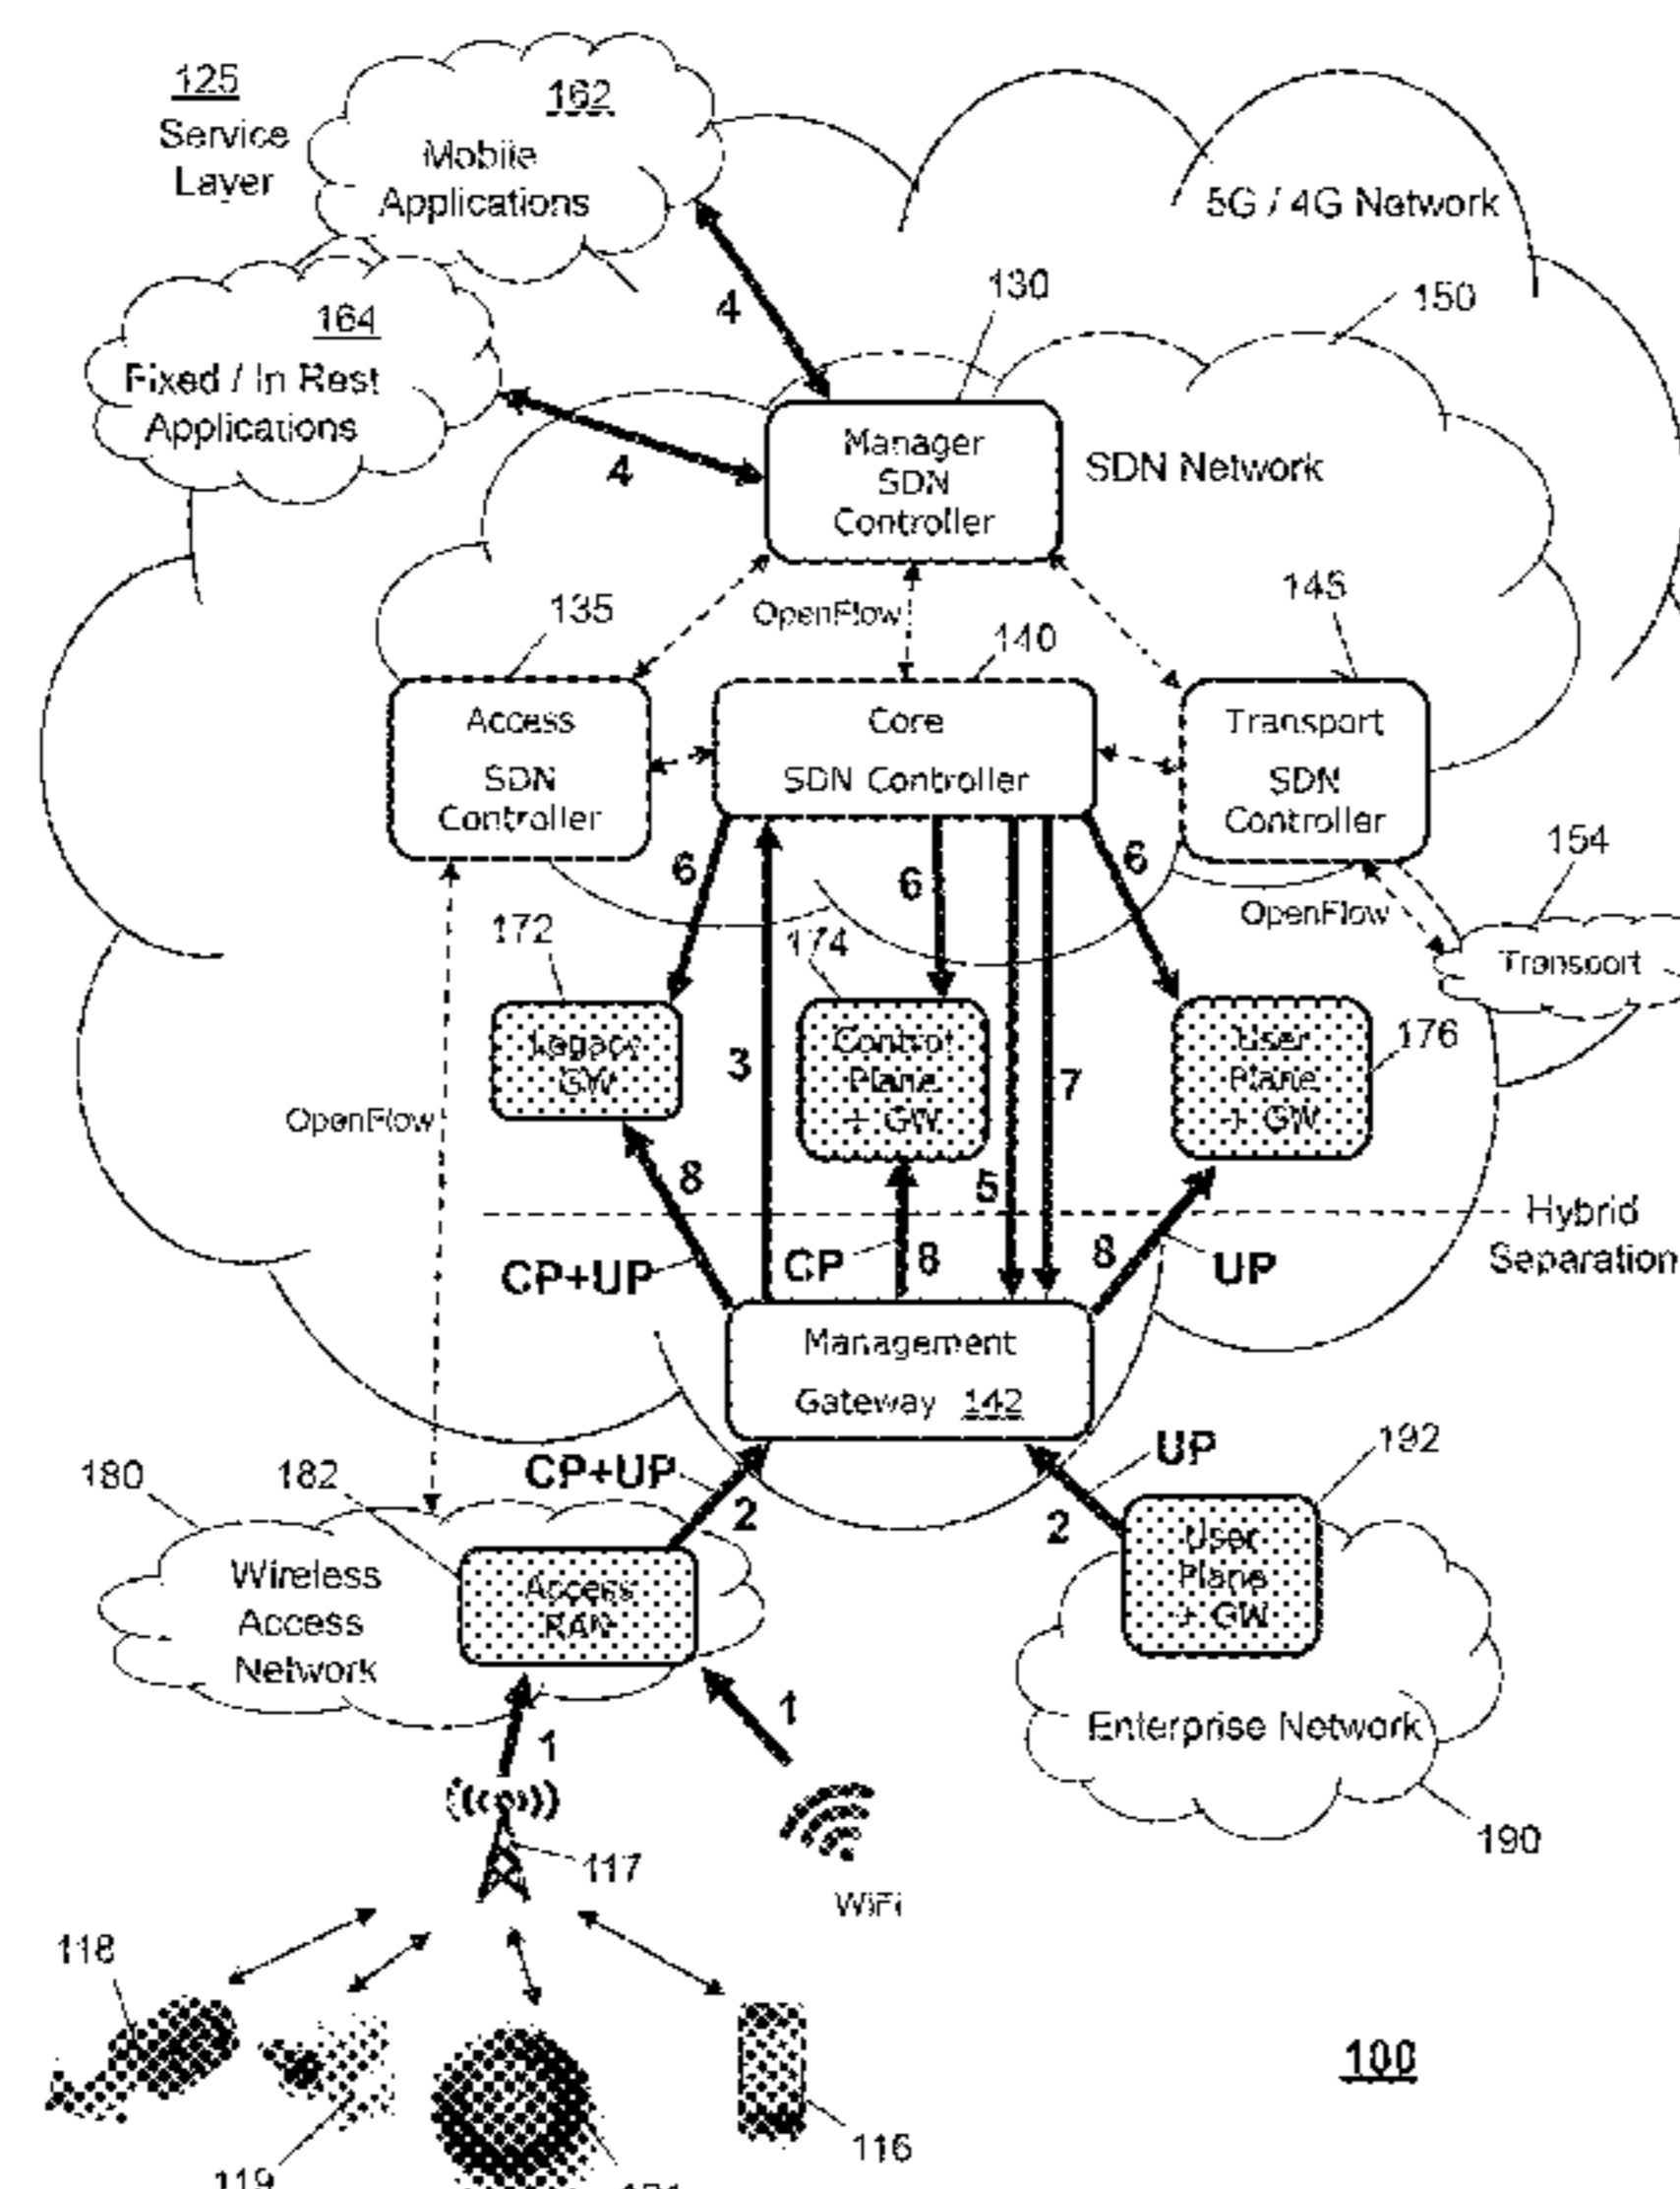 125
Service
Layer
162
Mobile
Applications
5G / 4G Network
164
Fixed / In Rest
Applications
4
4
130
150
Manager
SDN
Controller
SDN Network
OpenFlow
135
140
145
Access
SDN
Controller
Core
SDN Controller
Transport
SDN
Controller
6
6
6
154
OpenFlow
Transport
172
174
176
Legacy
GW
Control
Plane
+ GW
User
Plane
+ GW
3
7
5
OpenFlow
8
8
8
CP+UP
CP
UP
Hybrid
Separation
Management
Gateway 142
180
182
CP+UP
2
UP
2
192
Wireless
Access
Network
Access
RAN
User
Plane
+ GW
Enterprise Network
190
1
1
117
WiFi
118
119
116
100